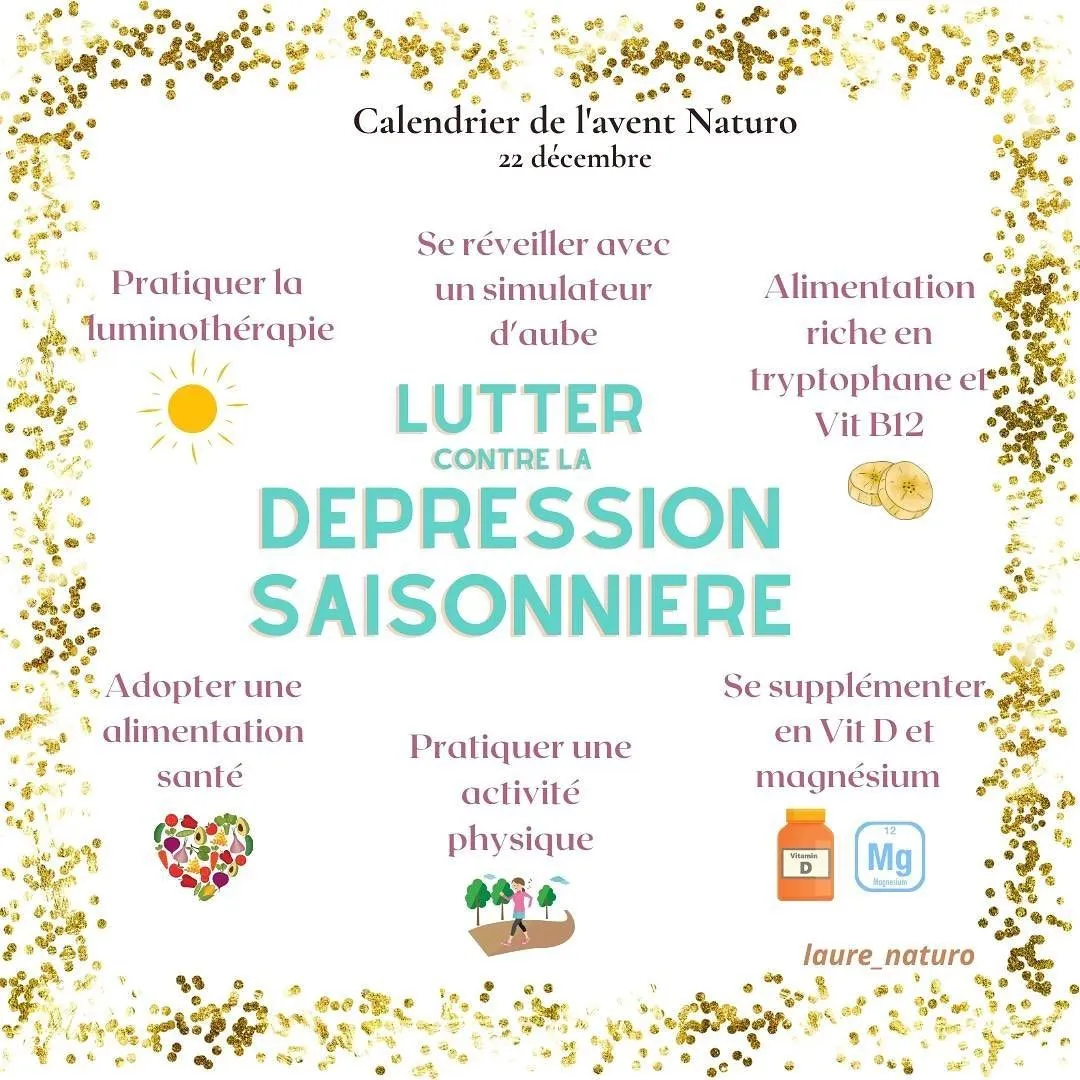 Calendrier de l'avent Naturo
22 décembre
Pratiquer la
luminothérapie
Se réveiller avec
un simulateur
d'aube
Alimentation
riche en
tryptophane et
Vit B12
LUTTER
CONTRE LA
DEPRESSION
SAISONNIERE
Adopter une
alimentation
santé
Pratiquer une
activité
physique
Se supplémenter
en Vit D et
magnésium
Vitamin
D
12
Mg
Magnesium
laure_naturo